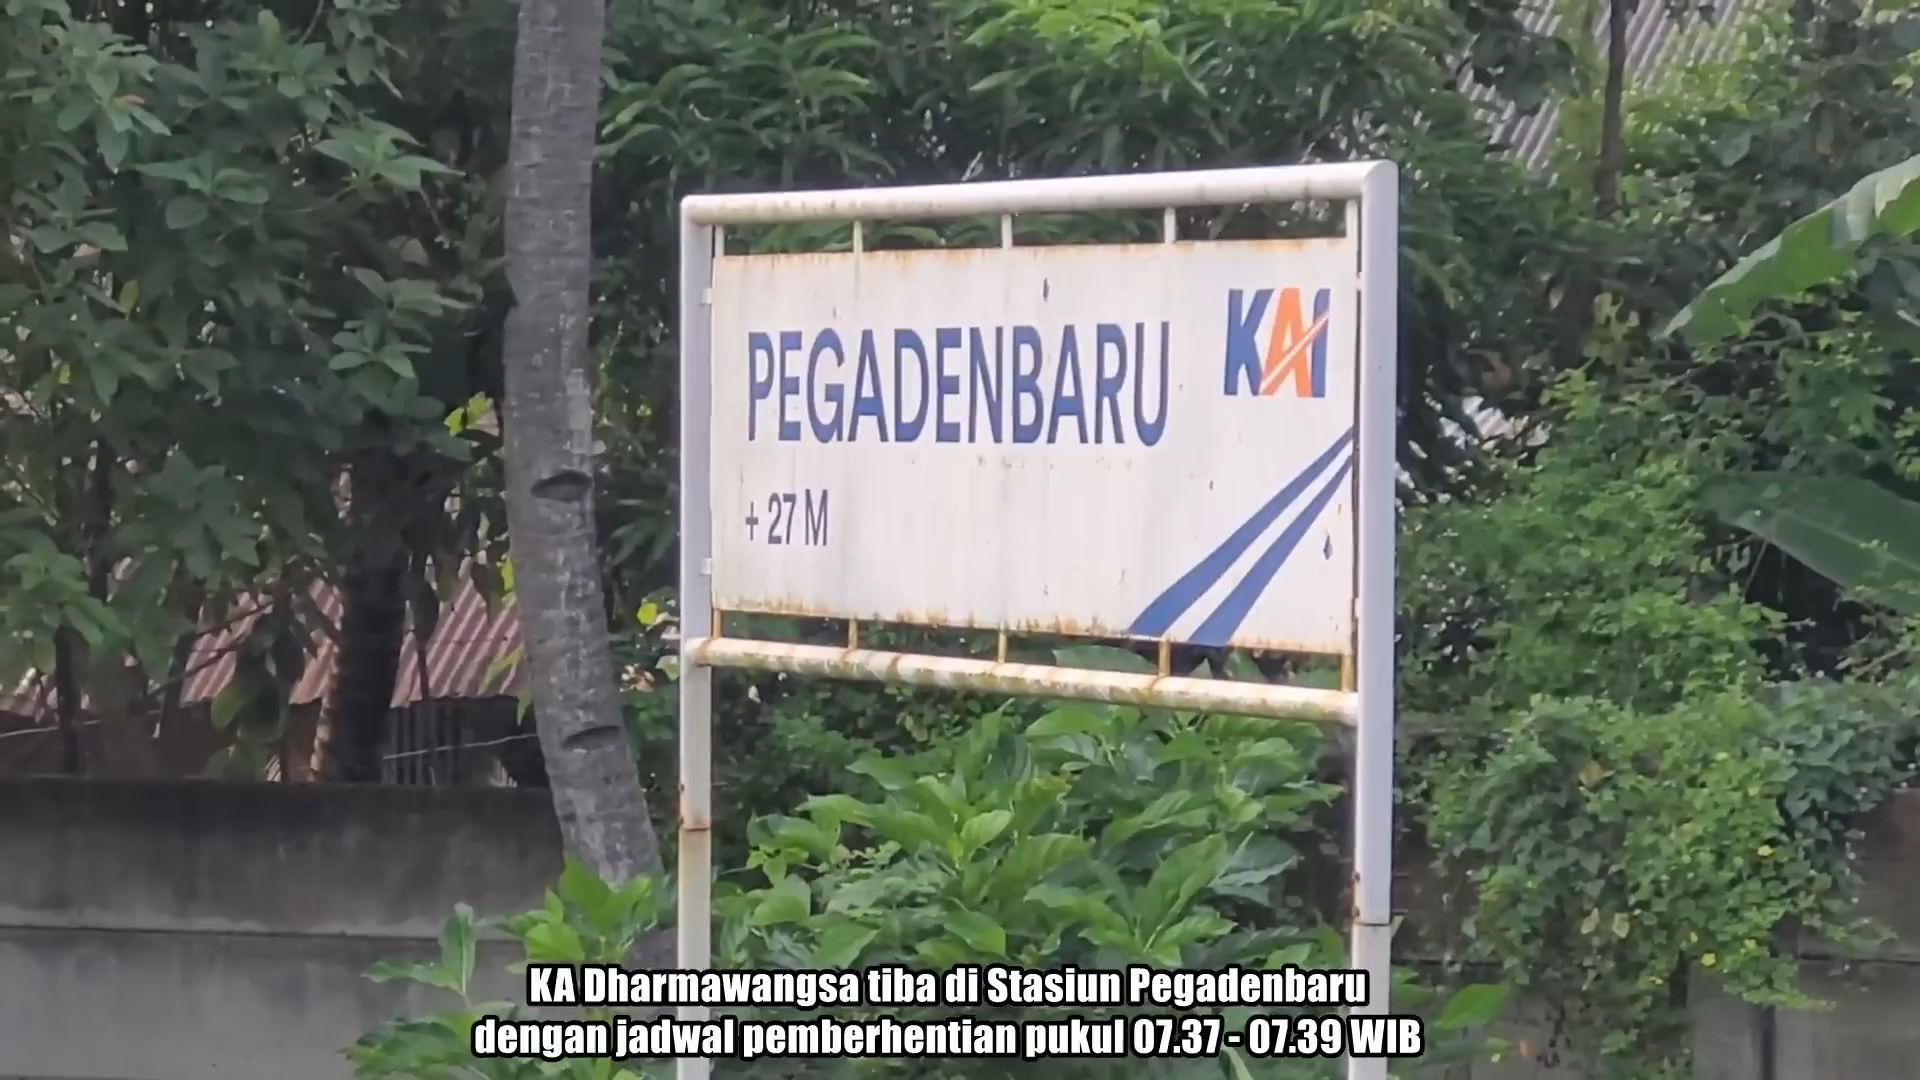 PEGADENBARU
KAI
+ 27 M
KA Dharmawangsa tiba di Stasiun Pegadenbaru
dengan jadwal pemberhentian pukul 07.37 - 07.39 WIB